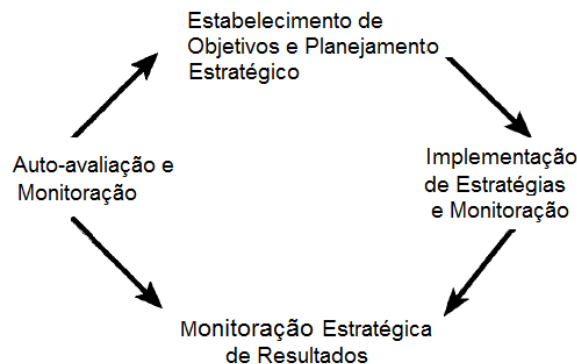 Estabelecimento de
Objetivos e Planejamento
Estratégico
Auto-avaliação e
Monitoração
Implementação
de Estratégias
e Monitoração
Monitoração Estratégica
de Resultados